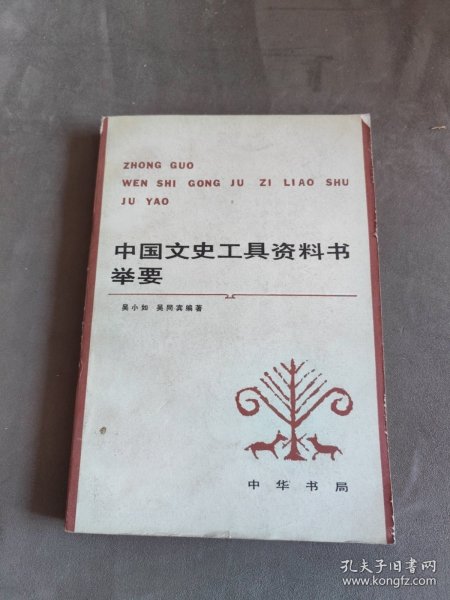 ZHONG GUO
WEN SHI GONG JU ZI LIAO SHU
JU YAO
中国文史工具资料书
举要
吴小如 吴同宾编著
中华书局
孔夫子旧书网
www.kongfz.com